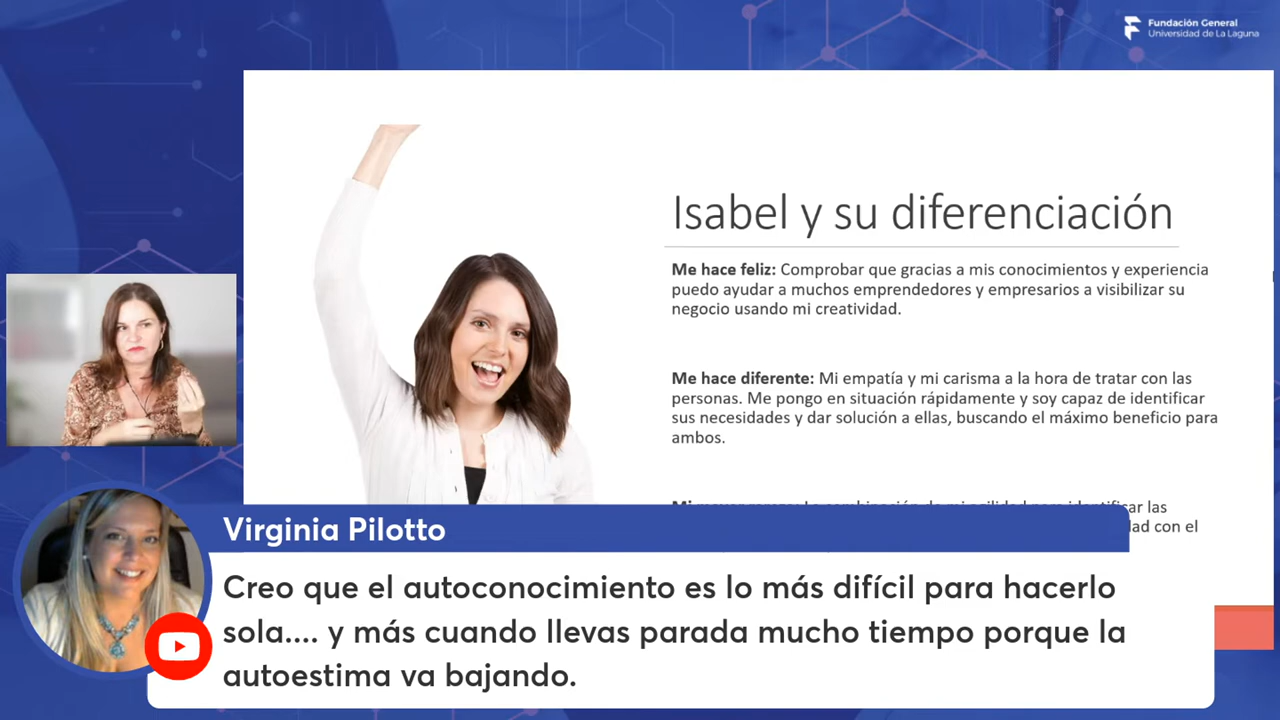 Fundación General
Universidad de La Laguna
Isabel y su diferenciación
Me hace feliz: Comprobar que gracias a mis conocimientos y experiencia
puedo ayudar a muchos emprendedores y empresarios a visibilizar su
negocio usando mi creatividad.
Me hace diferente: Mi empatía y mi carisma a la hora de tratar con las
personas. Me pongo en situación rápidamente y soy capaz de identificar
sus necesidades y dar solución a ellas, buscando el máximo beneficio para
ambos.
las
con el
Virginia Pilotto
Creo que el autoconocimiento es lo más difícil para hacerlo
sola.... y más cuando llevas parada mucho tiempo porque la
autoestima va bajando.